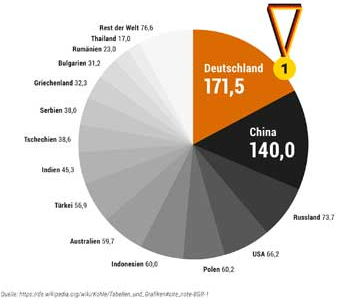 Rest der Welt 76,6
Thailand 17,0
Rumänien 23,0
Bulgarien 31,2
Griechenland 32,3
Serbien 38,0
Tschechien 38,6
Indien 45,3
Türkei 56,9
Australien 59,7
Indonesien 60,0
Polen 60,2
USA 66,2
Russland 73,7
China
140,0
Deutschland
171,5
1
Quelle: https://de.wikipedia.org/wiki/Kohle/Tabellen_und_Grafiken#cite_note-BGR-1